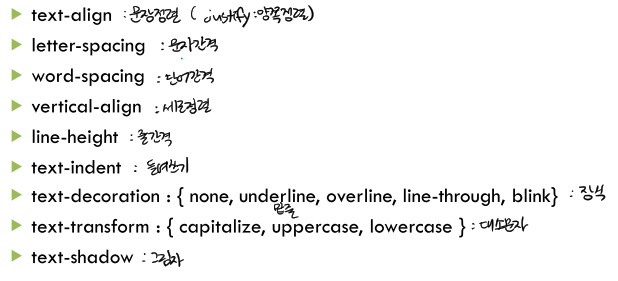 text-align : 문장정렬 ( justify : 양쪽정렬)
letter-spacing : 문자간격
word-spacing : 단어간격
vertical-align : 세로정렬
line-height : 줄간격
text-indent : 들여쓰기
text-decoration : { none, underline, overline, line-through, blink} : 장식
밑줄
text-transform : { capitalize, uppercase, lowercase } : 대소문자
text-shadow : 그림자